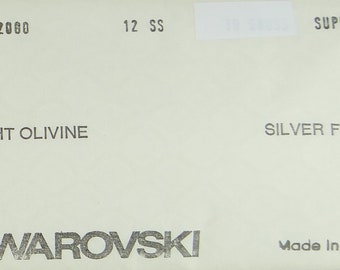 2000 12 SS SUP
HT OLIVINE SILVER F
WAROVSKI Made in